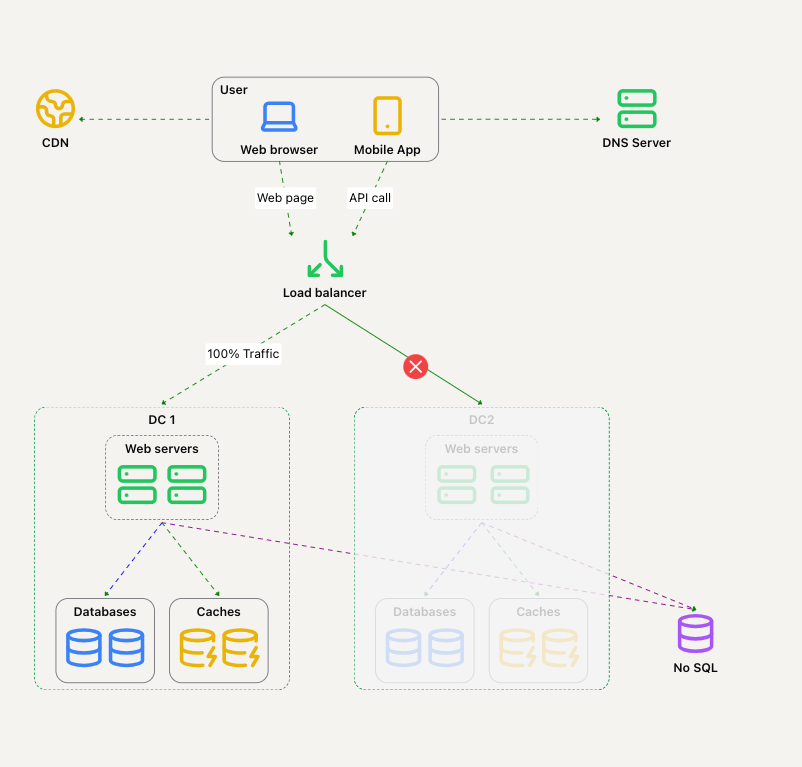 User
Web browser
Mobile App
CDN
DNS Server
Web page
API call
Load balancer
100% Traffic
DC 1
Web servers
Databases
Caches
DC2
Web servers
Databases
Caches
No SQL